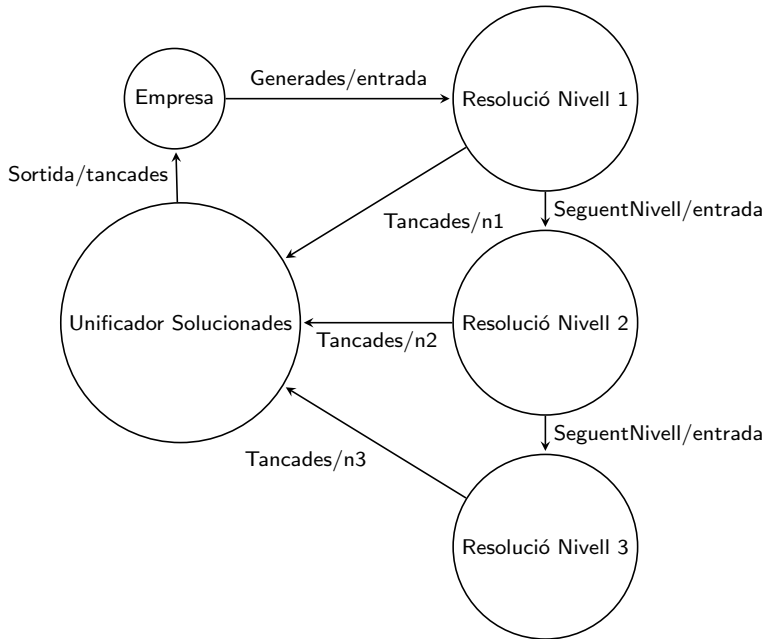 Generades/entrada
Empresa
Resolució Nivell 1
Sortida/tancades
Tancades/n1
SeguentNivell/entrada
Unificador Solucionades
Resolució Nivell 2
Tancades/n2
SeguentNivell/entrada
Tancades/n3
Resolució Nivell 3